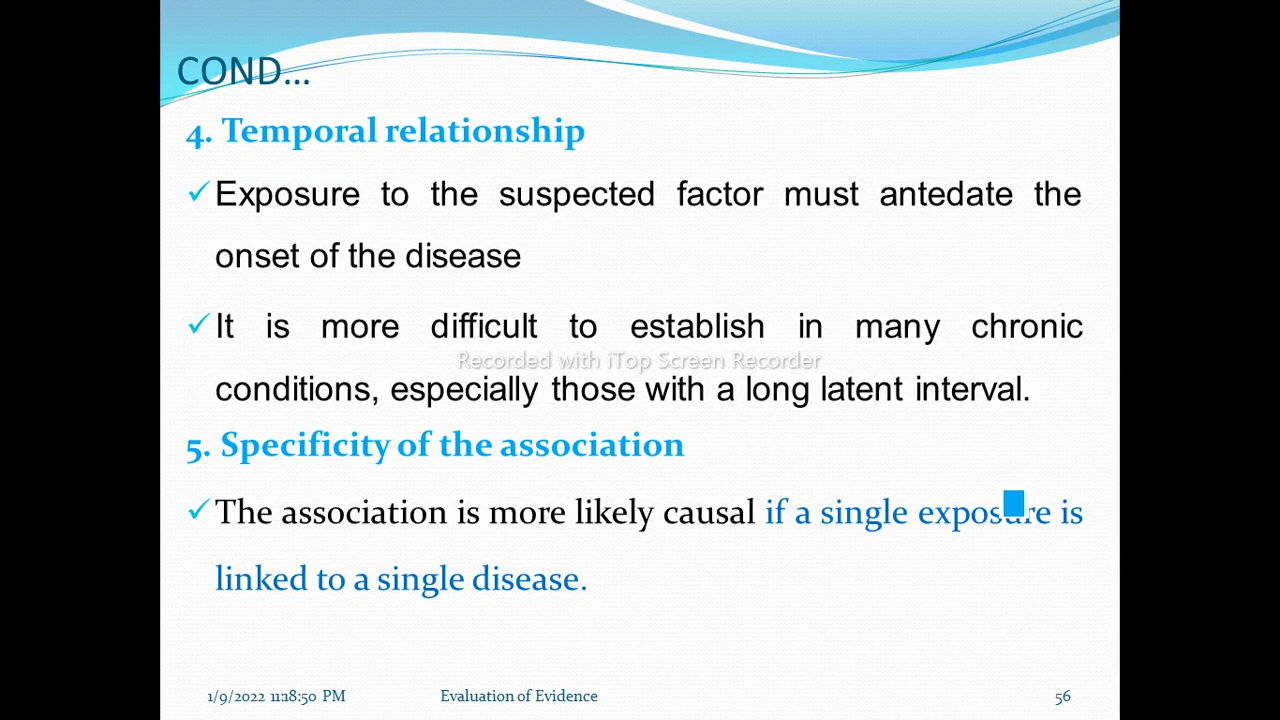 COND...
4. Temporal relationship
✓Exposure to the suspected factor must antedate the
onset of the disease
✓It is more difficult to establish in many chronic
Recorded with iTop Screen Recorder
conditions, especially those with a long latent interval.
5. Specificity of the association
✓The association is more likely causal if a single exposure is
linked to a single disease.
1/9/2022 11:18:50 PM Evaluation of Evidence 56